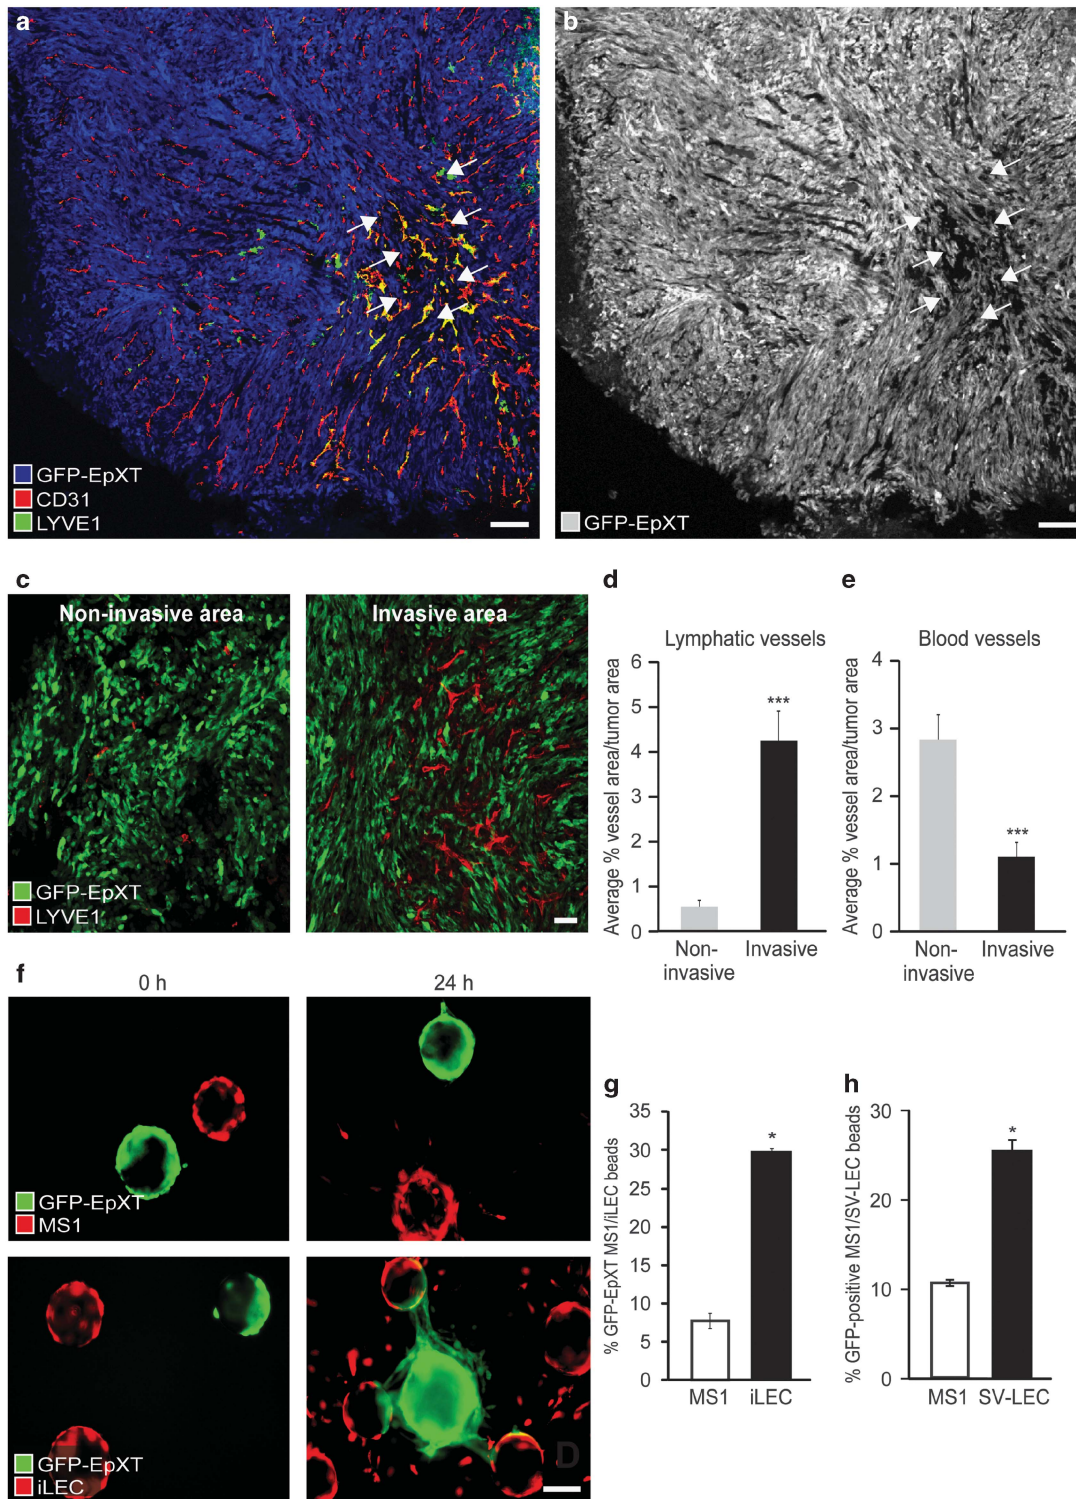 a
b
GFP-EpXT
CD31
LYVE1
GFP-EpXT
c
Non-invasive area
Invasive area
GFP-EpXT
LYVE1
d
Lymphatic vessels
Average % vessel area/tumor area
6
5
4
3
2
1
0
***
Non-
invasive
Invasive
e
Blood vessels
Average % vessel area/tumor area
4
3
2
1
0
***
Non-
invasive
Invasive
f
0 h
24 h
GFP-EpXT
MS1
GFP-EpXT
iLEC
D
g
% GFP-EpXT MS1/iLEC beads
35
30
25
20
15
10
5
0
*
MS1
iLEC
h
% GFP-positive MS1/SV-LEC beads
30
20
10
0
*
MS1
SV-LEC